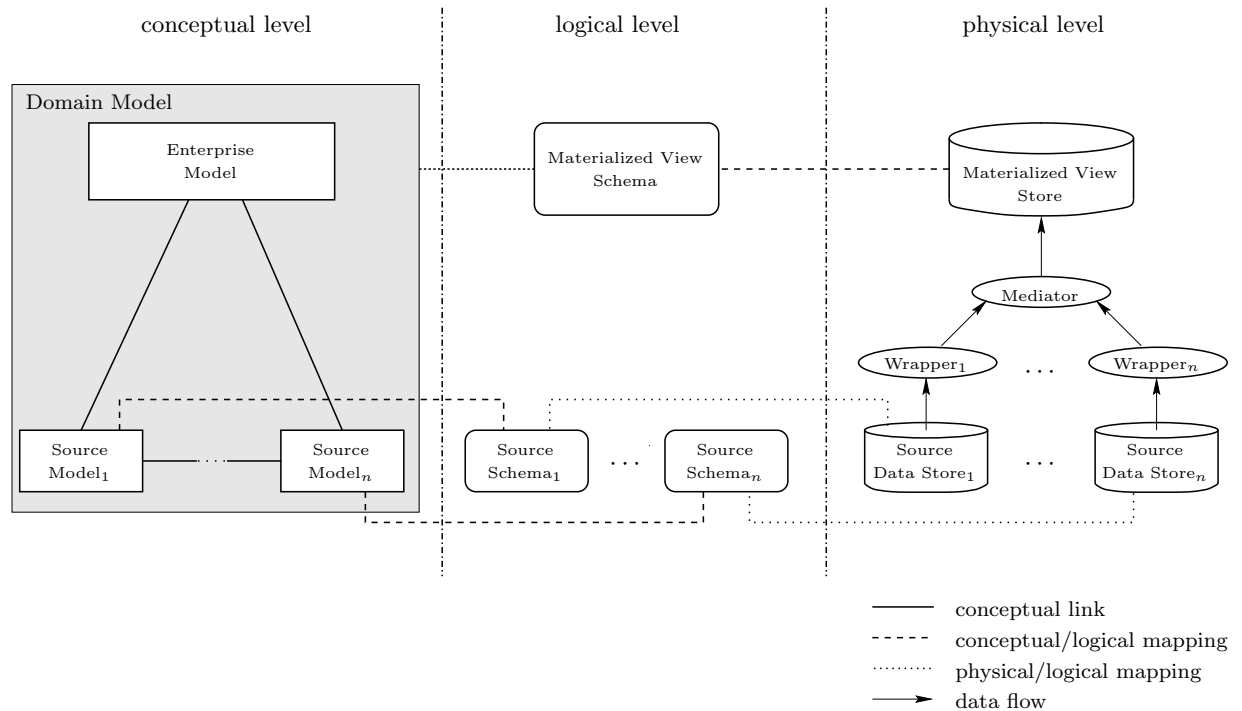 conceptual level
logical level
physical level
Domain Model
Enterprise
Model
Materialized View
Schema
Materialized View
Store
Mediator
Wrapper₁
...
Wrapperₙ
Source
Model₁
...
Source
Modelₙ
Source
Schema₁
...
Source
Schemaₙ
Source
Data Store₁
...
Source
Data Storeₙ
conceptual link
conceptual/logical mapping
physical/logical mapping
data flow